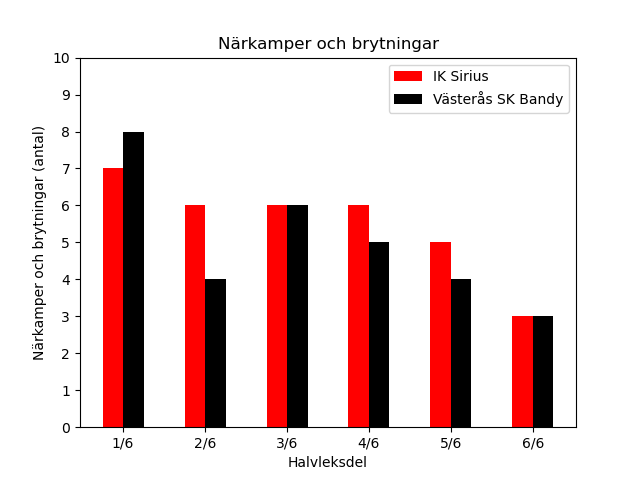 Närkamper och brytningar
IK Sirius
Västerås SK Bandy
Närkamper och brytningar (antal)
10
9
8
7
6
5
4
3
2
1
0
1/6 2/6 3/6 4/6 5/6 6/6
Halvleksdel